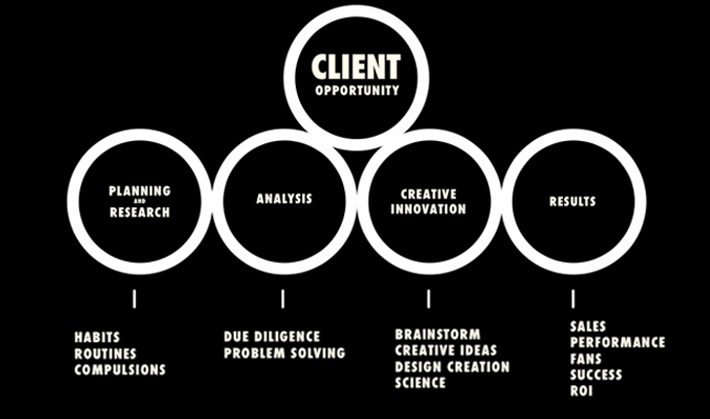 CLIENT
OPPORTUNITY
PLANNING
AND
RESEARCH
ANALYSIS
CREATIVE
INNOVATION
RESULTS
HABITS
ROUTINES
COMPULSIONS
DUE DILIGENCE
PROBLEM SOLVING
BRAINSTORM
CREATIVE IDEAS
DESIGN CREATION
SCIENCE
SALES
PERFORMANCE
FANS
SUCCESS
ROI